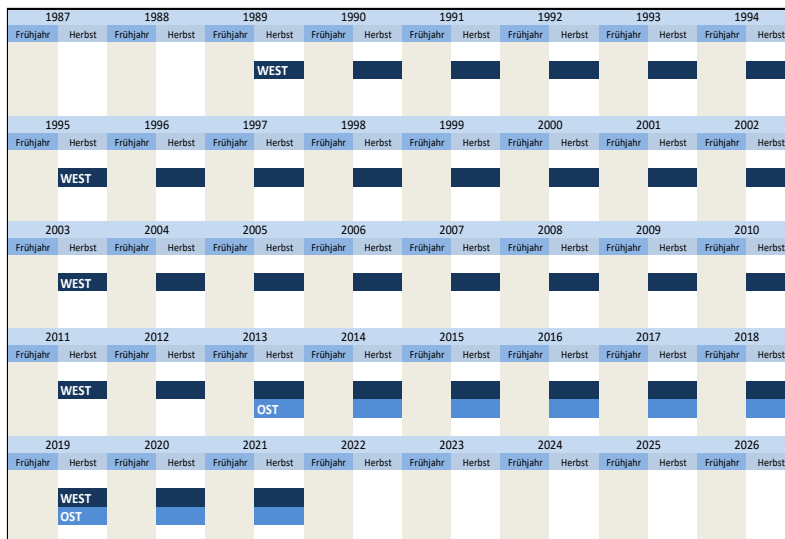 1987 1988 1989 1990 1991 1992 1993 1994
Frühjahr Herbst Frühjahr Herbst Frühjahr Herbst Frühjahr Herbst Frühjahr Herbst Frühjahr Herbst Frühjahr Herbst Frühjahr Herbst
WEST
1995 1996 1997 1998 1999 2000 2001 2002
Frühjahr Herbst Frühjahr Herbst Frühjahr Herbst Frühjahr Herbst Frühjahr Herbst Frühjahr Herbst Frühjahr Herbst Frühjahr Herbst
WEST
2003 2004 2005 2006 2007 2008 2009 2010
Frühjahr Herbst Frühjahr Herbst Frühjahr Herbst Frühjahr Herbst Frühjahr Herbst Frühjahr Herbst Frühjahr Herbst Frühjahr Herbst
WEST
2011 2012 2013 2014 2015 2016 2017 2018
Frühjahr Herbst Frühjahr Herbst Frühjahr Herbst Frühjahr Herbst Frühjahr Herbst Frühjahr Herbst Frühjahr Herbst Frühjahr Herbst
WEST
OST
2019 2020 2021 2022 2023 2024 2025 2026
Frühjahr Herbst Frühjahr Herbst Frühjahr Herbst Frühjahr Herbst Frühjahr Herbst Frühjahr Herbst Frühjahr Herbst Frühjahr Herbst
WEST
OST